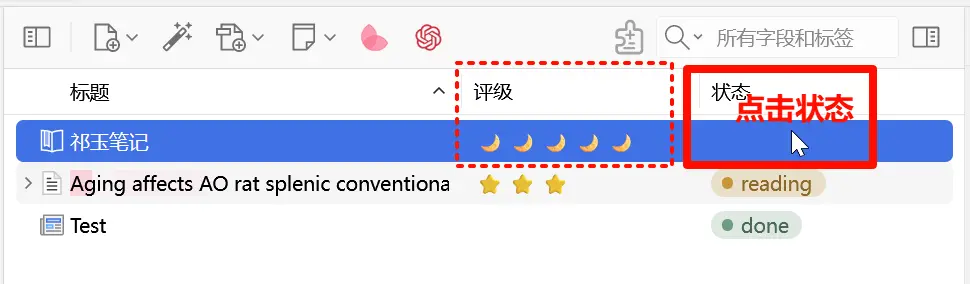 所有字段和标签
标题 评级 状态
点击状态
祁玉笔记
Aging affects AO rat splenic conventiona reading
Test done